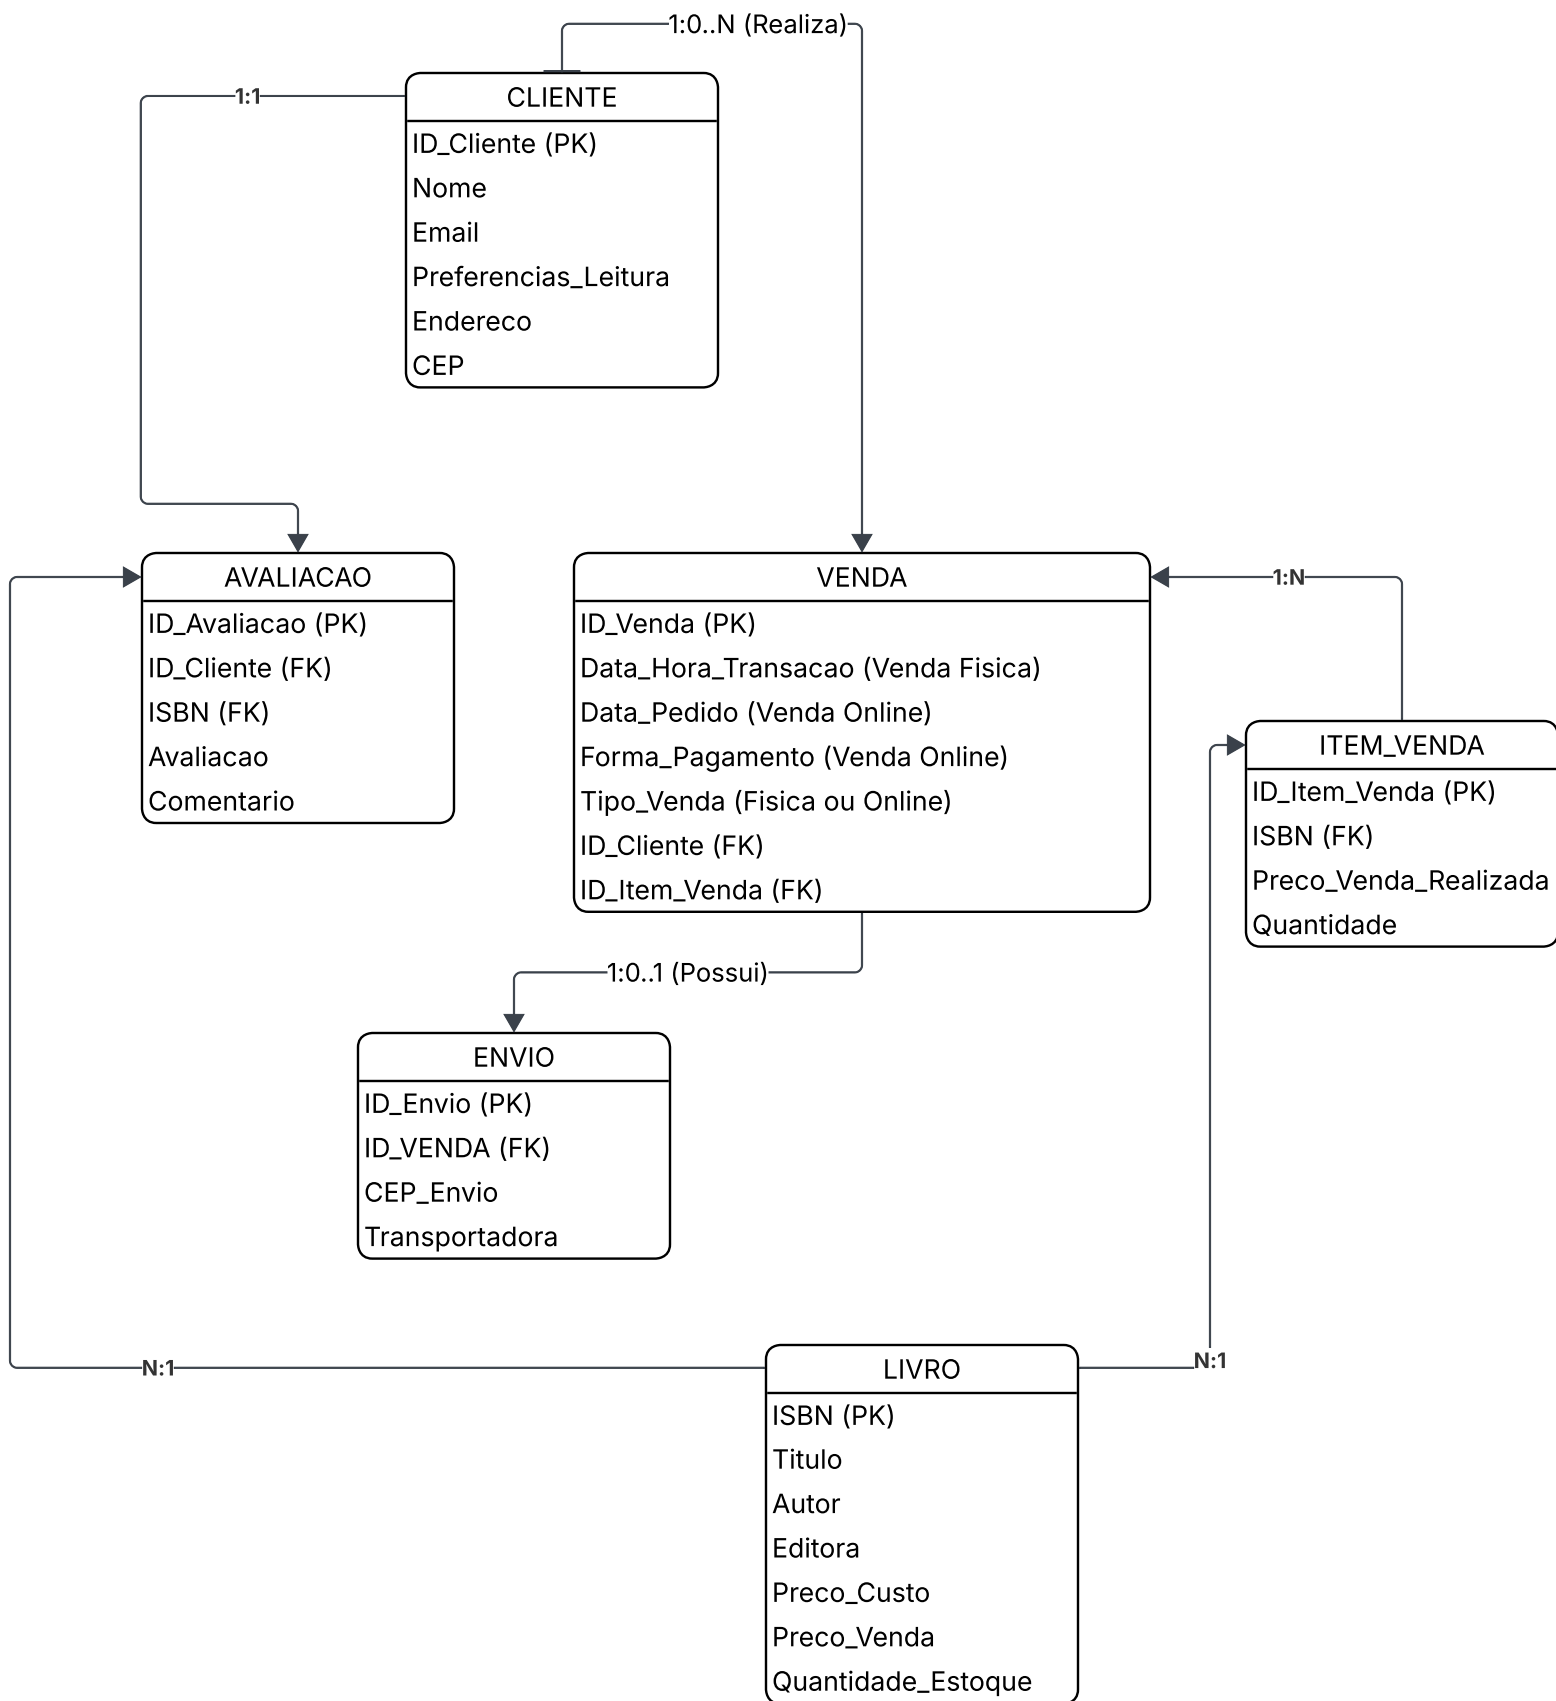 1:0..N (Realiza)
1:1
CLIENTE
ID_Cliente (PK)
Nome
Email
Preferencias_Leitura
Endereco
CEP
AVALIACAO
ID_Avaliacao (PK)
ID_Cliente (FK)
ISBN (FK)
Avaliacao
Comentario
VENDA
ID_Venda (PK)
Data_Hora_Transacao (Venda Fisica)
Data_Pedido (Venda Online)
Forma_Pagamento (Venda Online)
Tipo_Venda (Fisica ou Online)
ID_Cliente (FK)
ID_Item_Venda (FK)
1:N
ITEM_VENDA
ID_Item_Venda (PK)
ISBN (FK)
Preco_Venda_Realizada
Quantidade
1:0..1 (Possui)
ENVIO
ID_Envio (PK)
ID_VENDA (FK)
CEP_Envio
Transportadora
N:1
N:1
LIVRO
ISBN (PK)
Titulo
Autor
Editora
Preco_Custo
Preco_Venda
Quantidade_Estoque